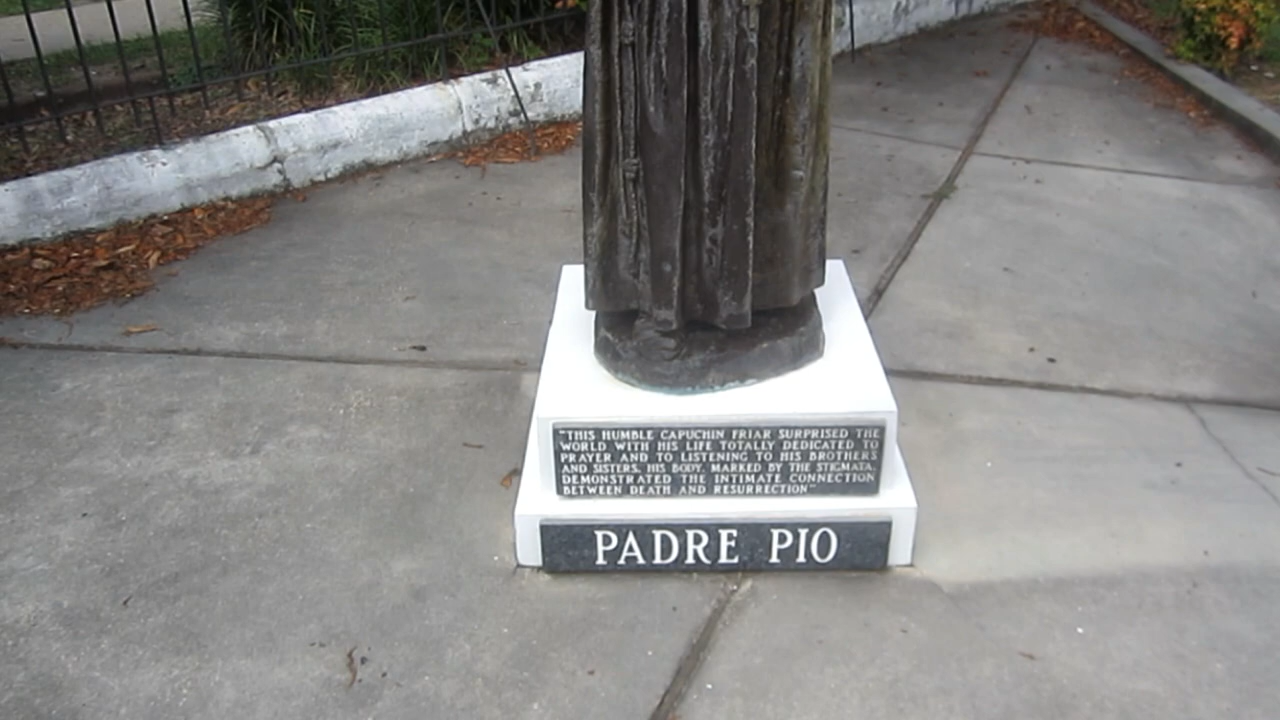 "THIS HUMBLE CAPUCHIN FRIAR SURPRISED THE
WORLD WITH HIS LIFE TOTALLY DEDICATED TO
PRAYER AND TO LISTENING TO HIS BROTHERS
AND SISTERS. HIS BODY, MARKED BY THE STIGMATA,
DEMONSTRATED THE INTIMATE CONNECTION
BETWEEN DEATH AND RESURRECTION"
PADRE PIO